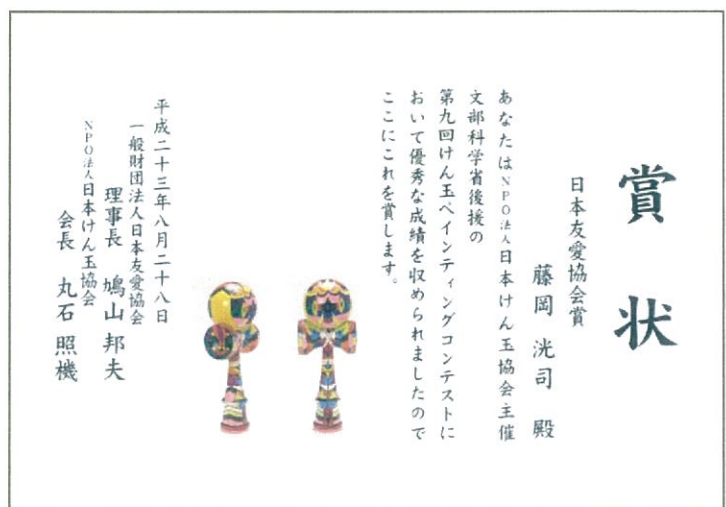 賞状
日本友愛協会賞
藤岡 洸司 殿
あなたはNPO法人日本けん玉協会主催
文部科学省後援の
第九回けん玉ペインティングコンテストに
おいて優秀な成績を収められましたので
ここにこれを賞します。
平成二十三年八月二十八日
一般財団法人日本友愛協会
理事長 鳩山邦夫
NPO法人日本けん玉協会
会長 丸石照機